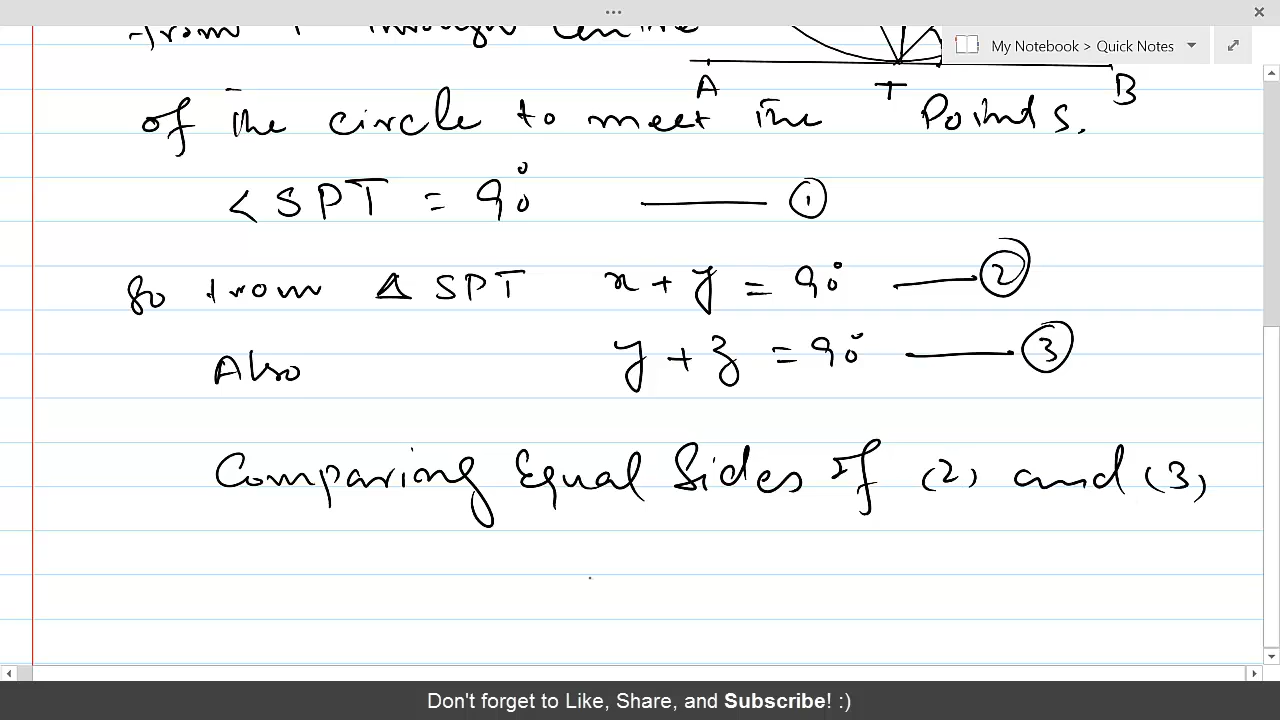 My Notebook > Quick Notes
through
A T B
of the circle to meet the Points.
< SPT = 90° ——— ①
So from Δ SPT x + y = 90° ——— ②
Also y + z = 90° ——— ③
Comparing Equal Sides of (2) and (3)
Don't forget to Like, Share, and Subscribe! :)